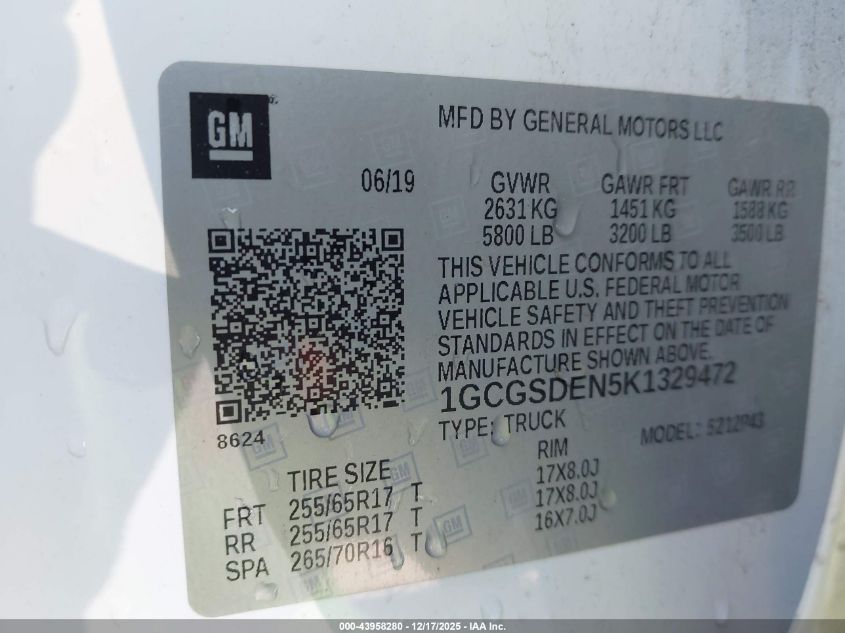 GM
MFD BY GENERAL MOTORS LLC
06/19 GVWR GAWR FRT GAWR RR
2631 KG 1451 KG 1588 KG
5800 LB 3200 LB 3500 LB
THIS VEHICLE CONFORMS TO ALL
APPLICABLE U.S. FEDERAL MOTOR
VEHICLE SAFETY AND THEFT PREVENTION
STANDARDS IN EFFECT ON THE DATE OF
MANUFACTURE SHOWN ABOVE.
1GCGSDEN5K1329472
8624
TYPE: TRUCK MODEL:
TIRE SIZE RIM
FRT 255/65R17 T 17X8.0J
RR 255/65R17 T 17X8.0J
SPA 265/70R16 T 16X7.0J
000-43958280 - 12/17/2025 - IAA Inc.